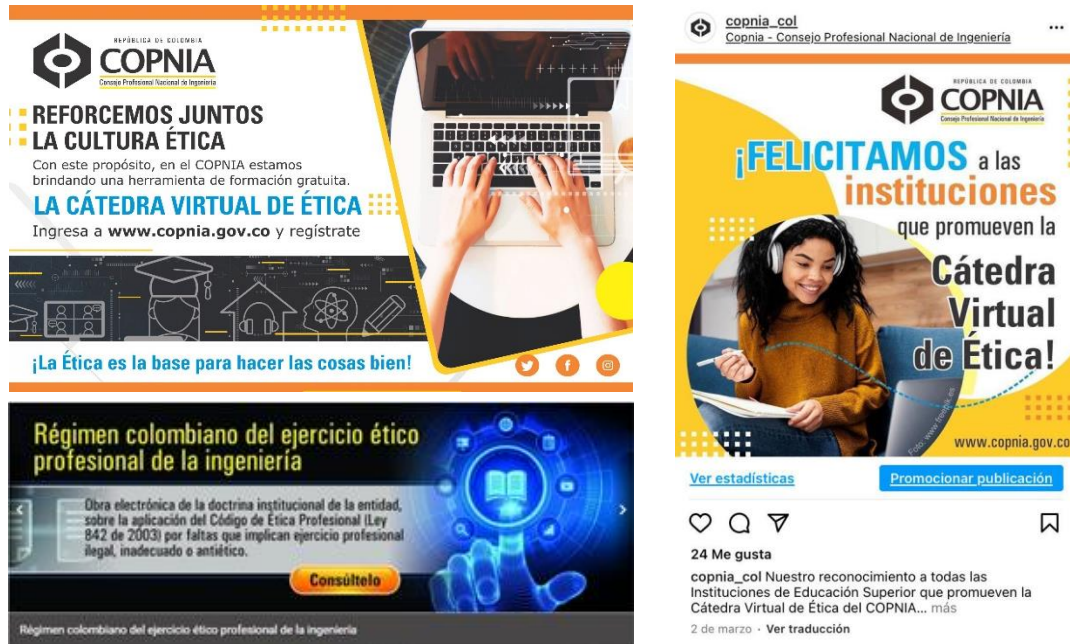 REPÚBLICA DE COLOMBIA
COPNIA
Consejo Profesional Nacional de Ingeniería
REFORCEMOS JUNTOS
LA CULTURA ÉTICA
Con este propósito, en el COPNIA estamos
brindando una herramienta de formación gratuita.
LA CÁTEDRA VIRTUAL DE ÉTICA
Ingresa a www.copnia.gov.co y regístrate
¡La Ética es la base para hacer las cosas bien!
Régimen colombiano del ejercicio ético
profesional de la ingeniería
Obra electrónica de la doctrina institucional de la entidad,
sobre la aplicación del Código de Ética Profesional (Ley
842 de 2003) por faltas que implican ejercicio profesional
ilegal, inadecuado o antiético.
Consúltelo
Régimen colombiano del ejercicio ético profesional de la ingeniería
copnia_col
Copnia - Consejo Profesional Nacional de Ingeniería
REPÚBLICA DE COLOMBIA
COPNIA
Consejo Profesional Nacional de Ingeniería
¡FELICITAMOS a las
instituciones
que promueven la
Cátedra
Virtual
de Ética!
Foto: www.freepik.es
www.copnia.gov.co
Ver estadísticas
Promocionar publicación
24 Me gusta
copnia_col Nuestro reconocimiento a todas las
Instituciones de Educación Superior que promueven la
Cátedra Virtual de Ética del COPNIA... más
2 de marzo · Ver traducción